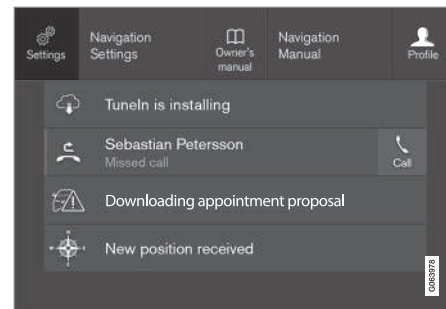 Settings
Navigation
Settings
Owner's
manual
Navigation
Manual
Profile
TuneIn is installing
Sebastian Petersson
Missed call
Call
Downloading appointment proposal
New position received
G063978